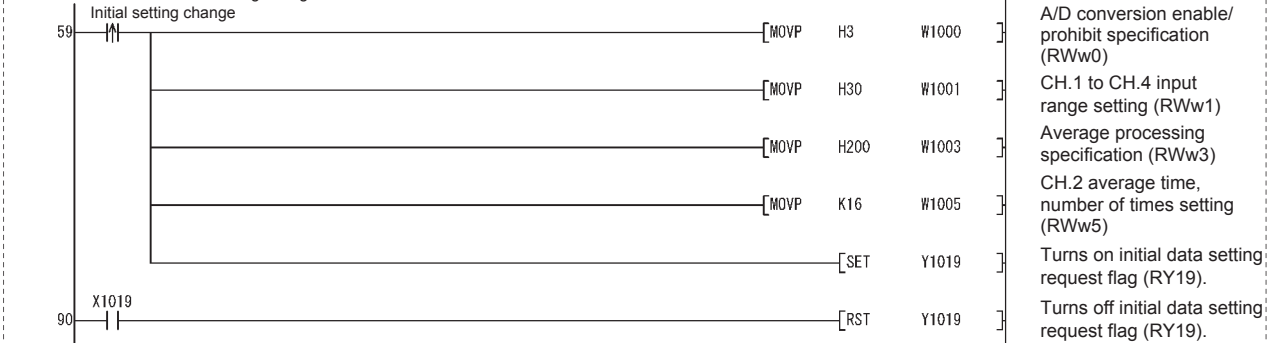 Initial setting change
59
MOVP H3 W1000
A/D conversion enable/
prohibit specification
(RWw0)
MOVP H30 W1001
CH.1 to CH.4 input
range setting (RWw1)
MOVP H200 W1003
Average processing
specification (RWw3)
MOVP K16 W1005
CH.2 average time,
number of times setting
(RWw5)
SET Y1019
Turns on initial data setting
request flag (RY19).
X1019
90
RST Y1019
Turns off initial data setting
request flag (RY19).